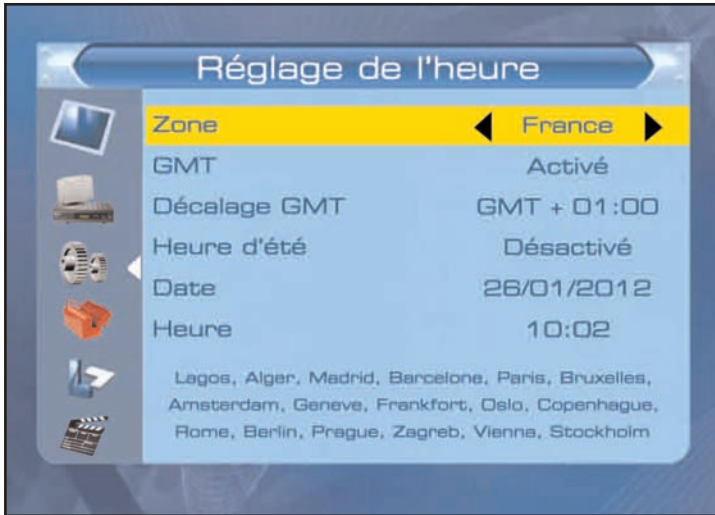 Réglage de l'heure
Zone France
GMT Activé
Décalage GMT GMT + 01:00
Heure d'été Désactivé
Date 26/01/2012
Heure 10:02
Lagos, Alger, Madrid, Barcelone, Paris, Bruxelles,
Amsterdam, Geneve, Frankfort, Oslo, Copenhague,
Rome, Berlin, Prague, Zagreb, Vienna, Stockholm